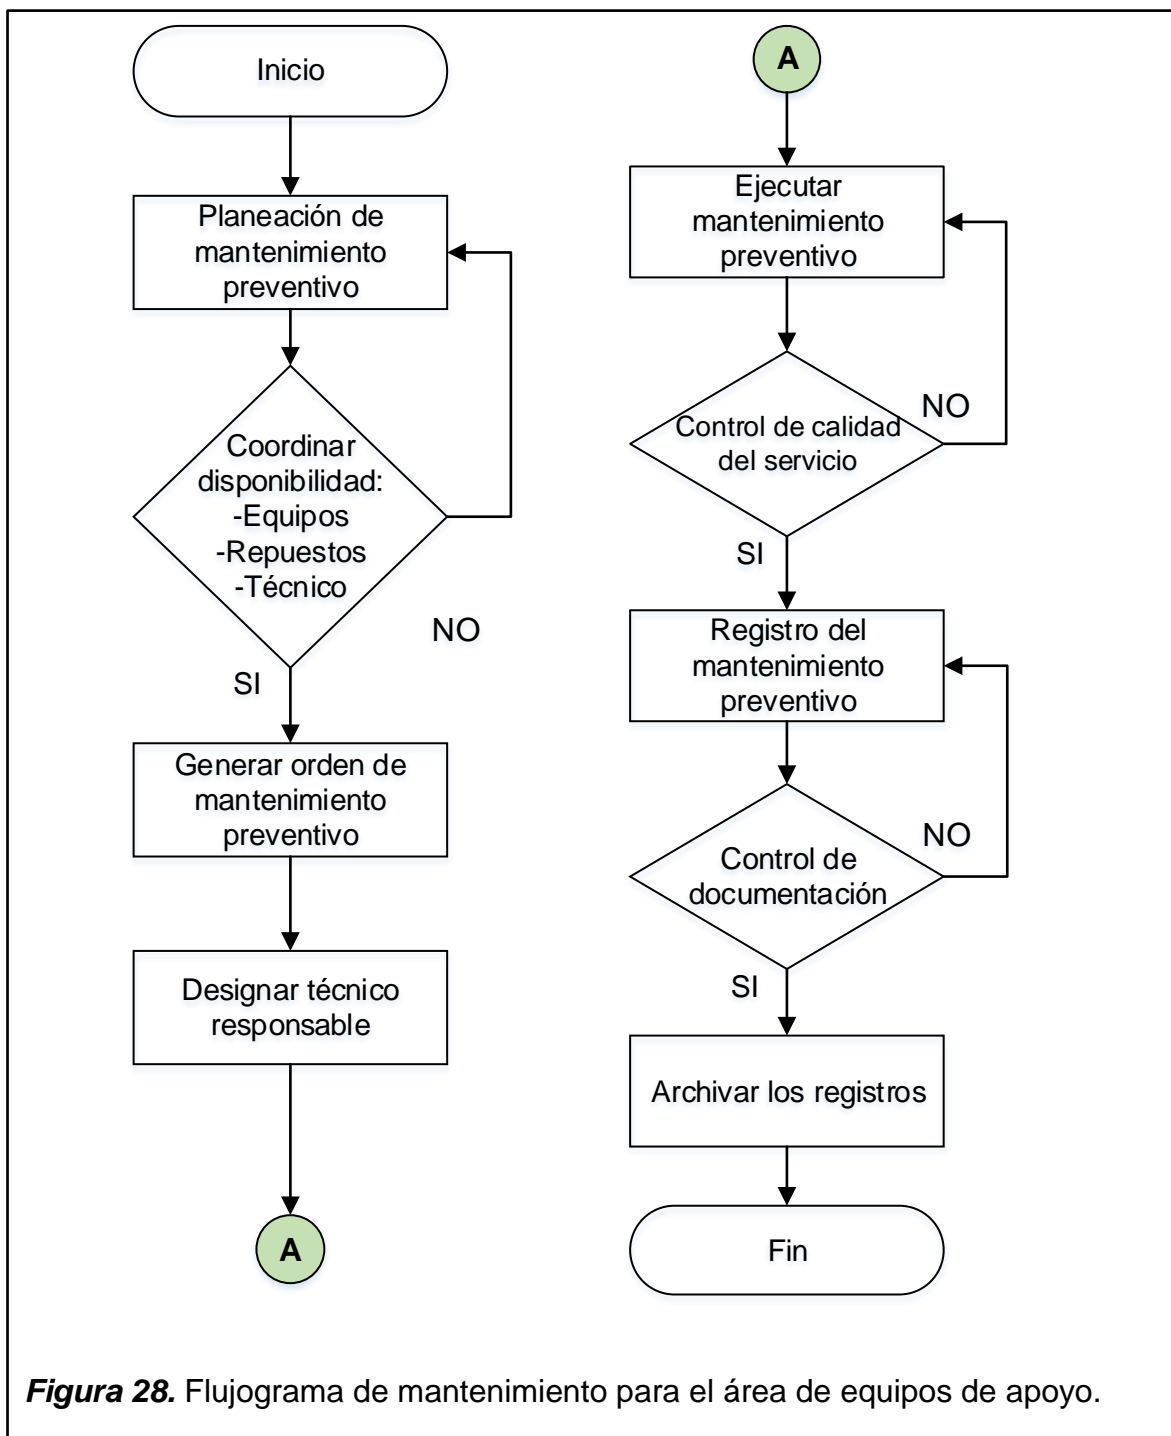 Inicio
Planeación de
mantenimiento
preventivo
Coordinar
disponibilidad:
-Equipos
-Repuestos
-Técnico
NO
SI
Generar orden de
mantenimiento
preventivo
Designar técnico
responsable
A
A
Ejecutar
mantenimiento
preventivo
NO
Control de calidad
del servicio
SI
Registro del
mantenimiento
preventivo
NO
Control de
documentación
SI
Archivar los registros
Fin
Figura 28. Flujograma de mantenimiento para el área de equipos de apoyo.